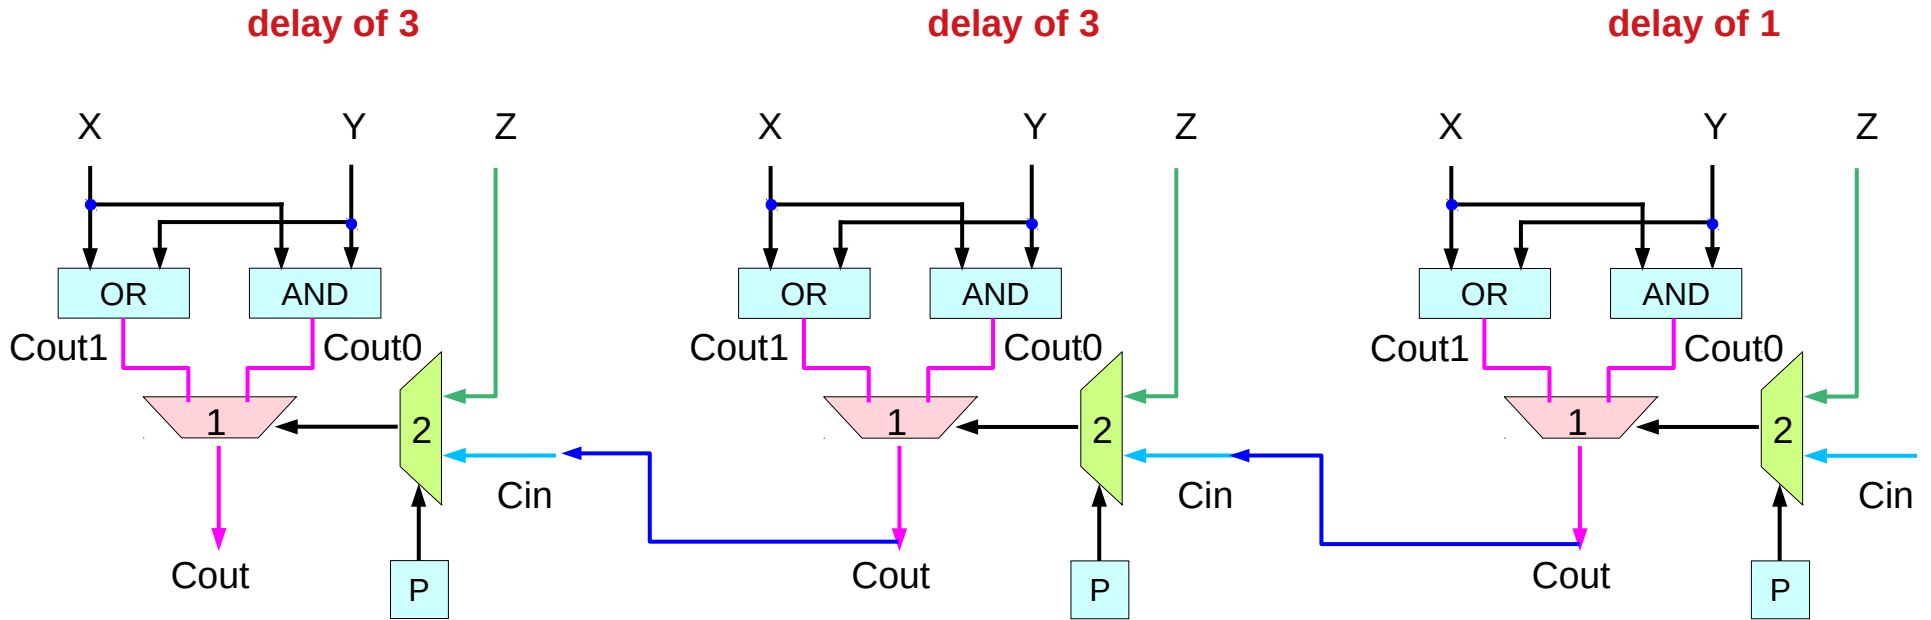 delay of 3 delay of 3 delay of 1
X Y Z X Y Z X Y Z
OR AND OR AND OR AND
Cout1 Cout0 Cout1 Cout0 Cout1 Cout0
1 2 1 2 1 2
Cin Cin Cin
Cout P Cout P Cout P